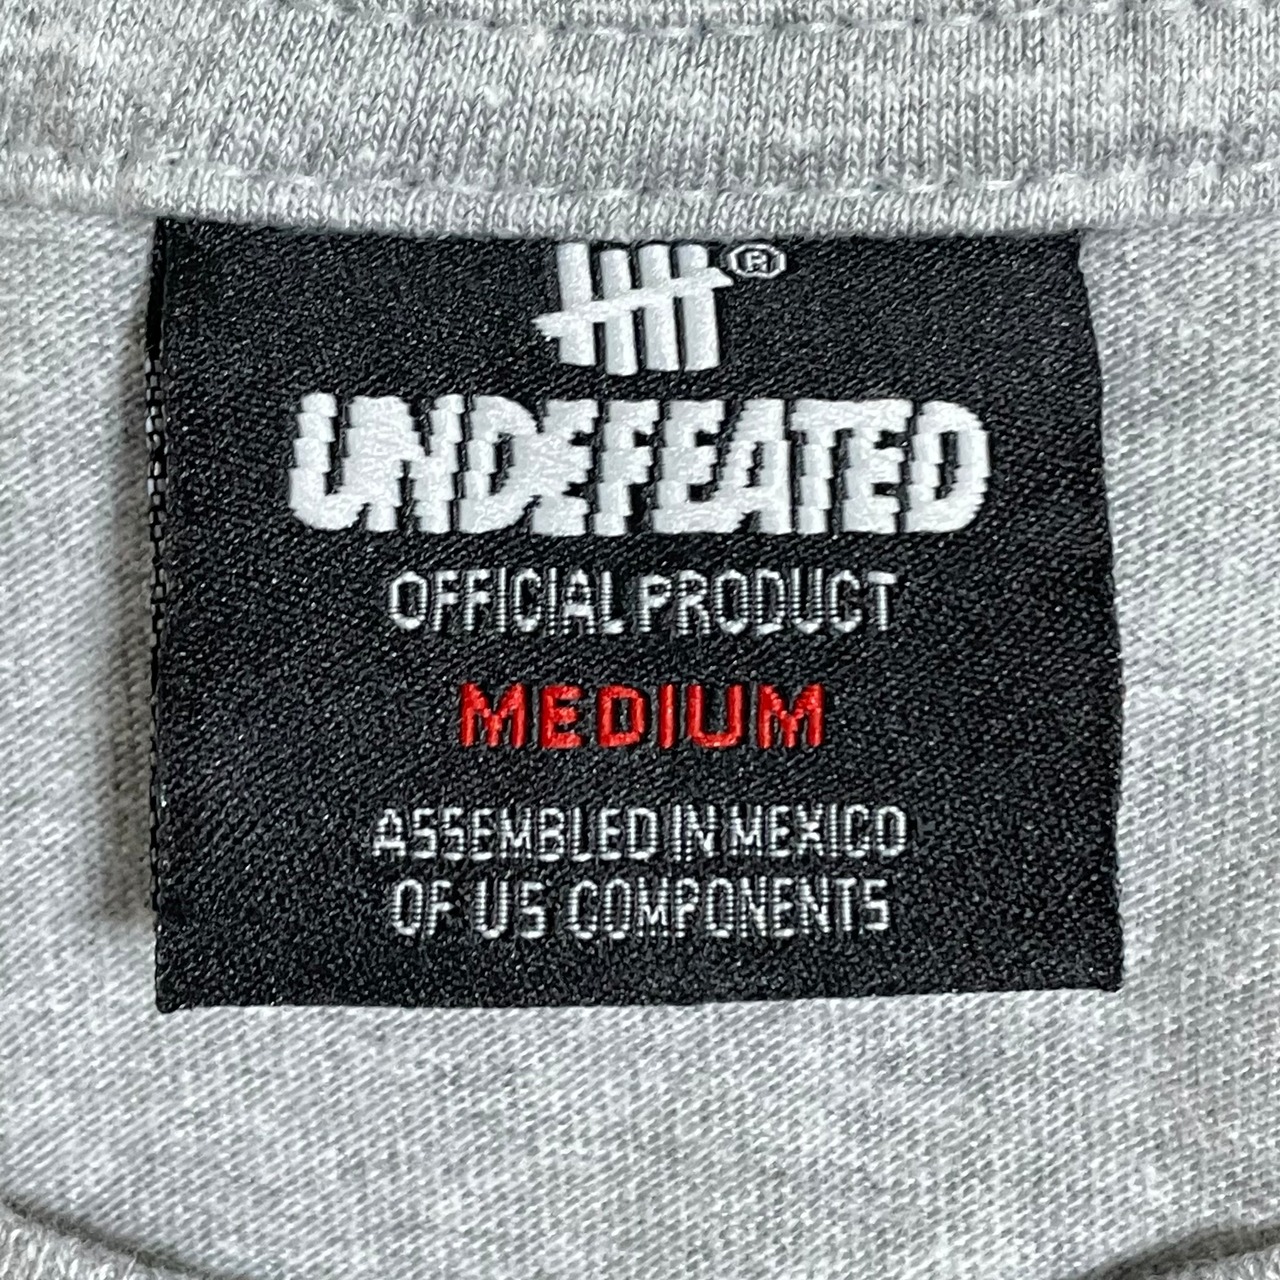 ®
UNDEFEATED
OFFICIAL PRODUCT
MEDIUM
ASSEMBLED IN MEXICO
OF US COMPONENTS